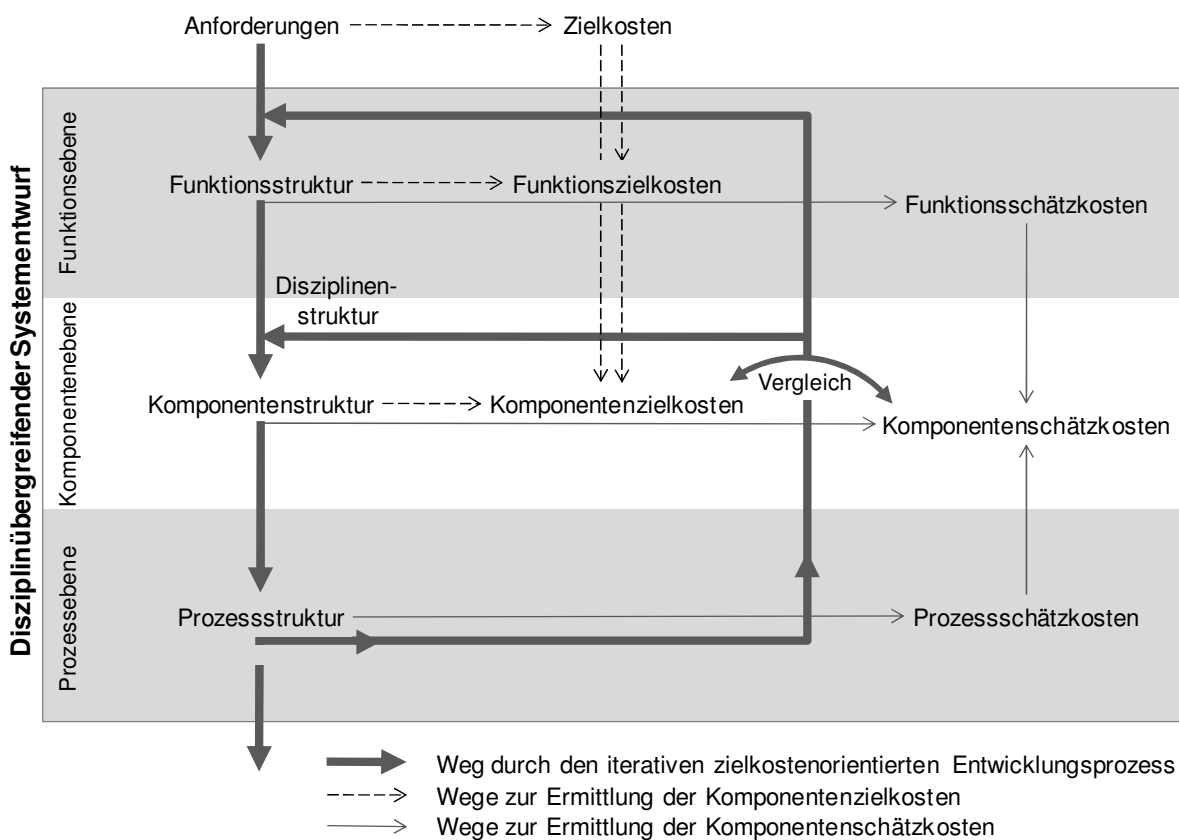 Anforderungen
Zielkosten
Disziplinübergreifender Systementwurf
Funktionsebene
Funktionsstruktur
Funktionszielkosten
Funktionsschätzkosten
Disziplinen-
struktur
Komponentenebene
Vergleich
Komponentenstruktur
Komponentenzielkosten
Komponentenschätzkosten
Prozessebene
Prozessstruktur
Prozessschätzkosten
Weg durch den iterativen zielkostenorientierten Entwicklungsprozess
Wege zur Ermittlung der Komponentenzielkosten
Wege zur Ermittlung der Komponentenschätzkosten